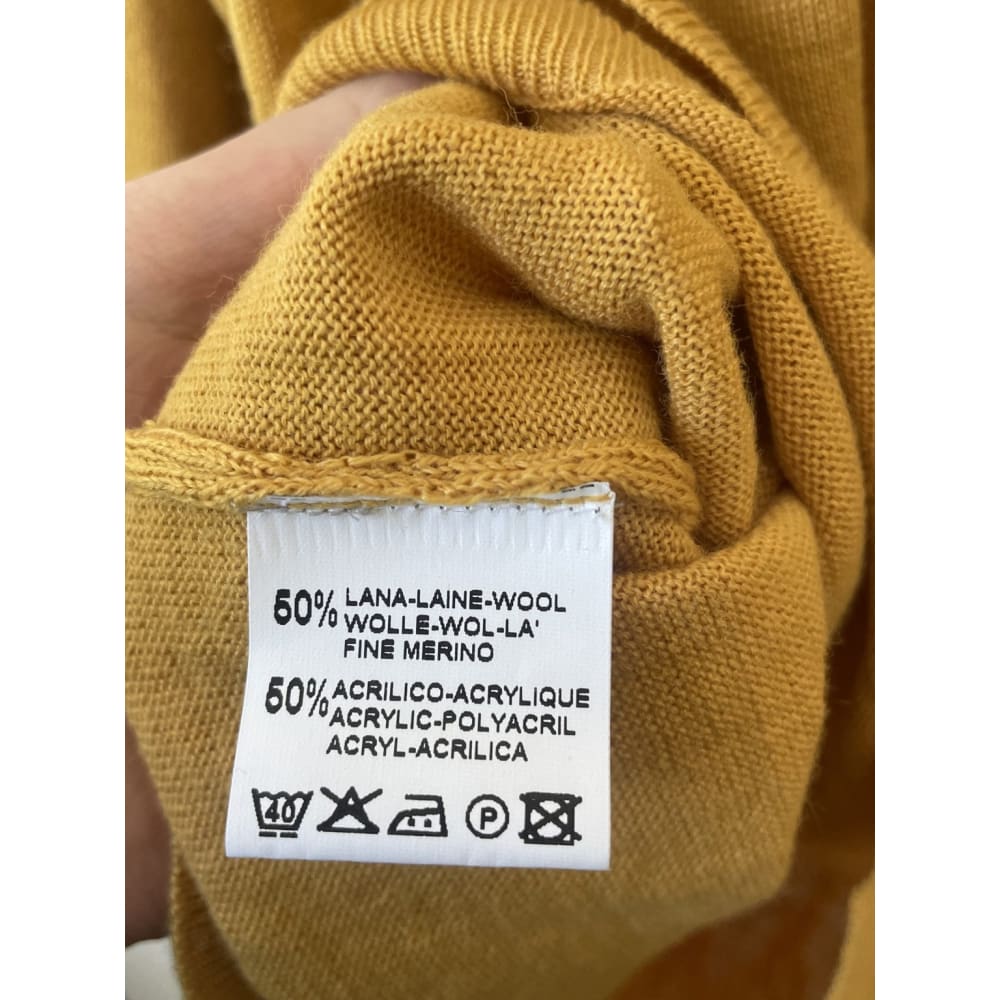 50% LANA-LAINE-WOOL
WOLLE-WOL-LA'
FINE MERINO
50% ACRILICO-ACRYLIQUE
ACRYLIC-POLYACRIL
ACRYL-ACRILICA
40 P